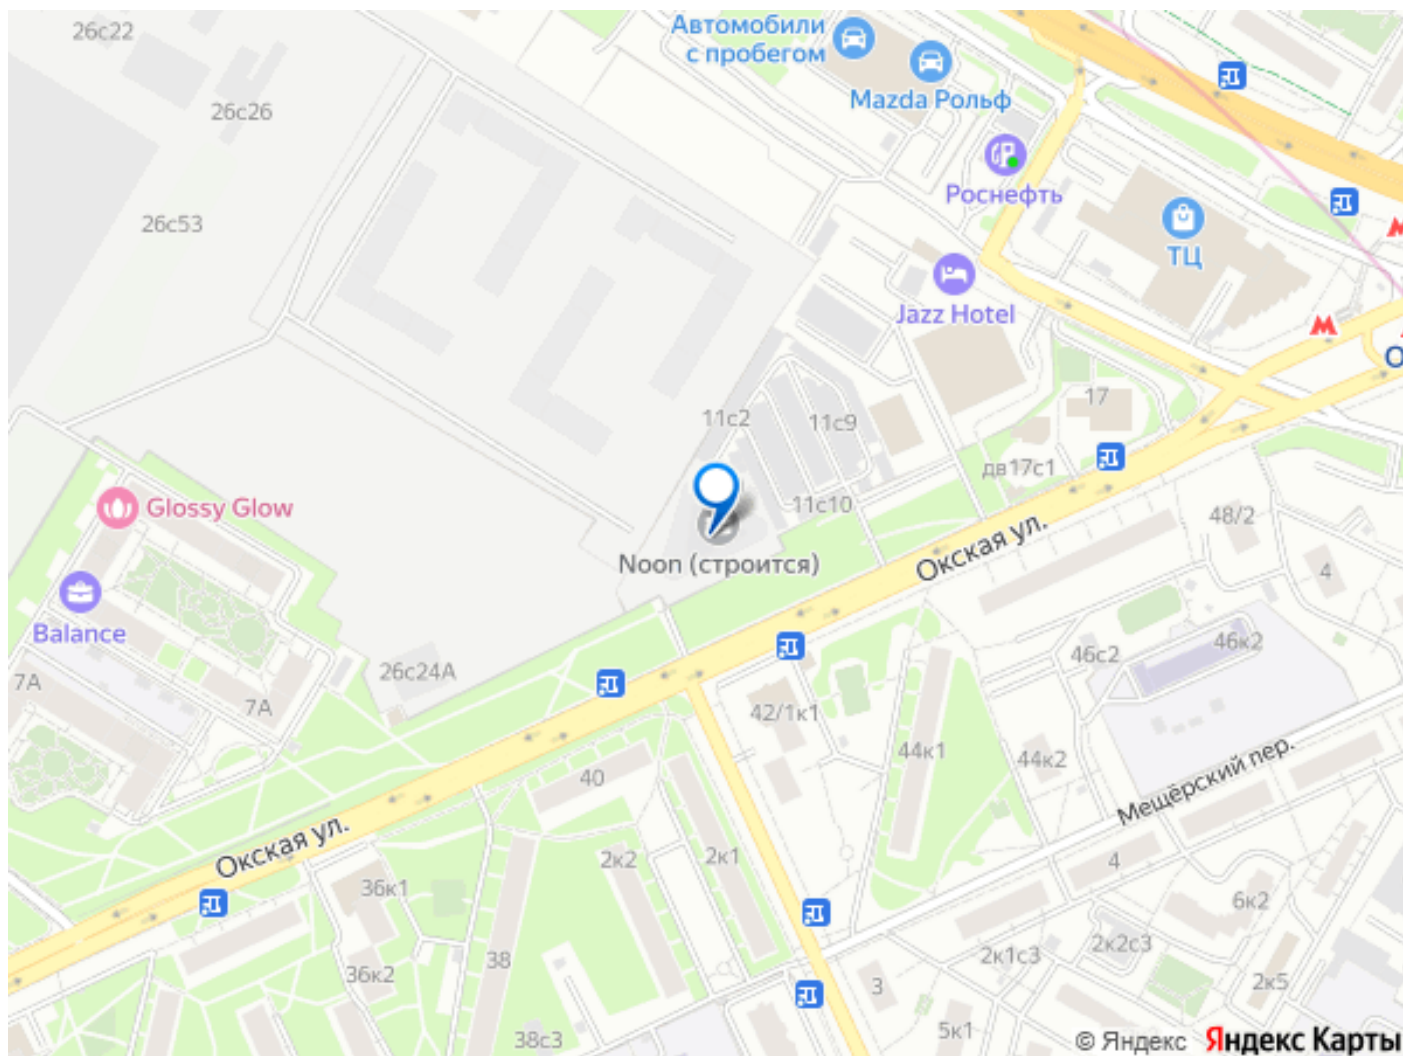 26с22
Автомобили
с пробегом
Mazda Рольф
26с26
Роснефть
26с53
ТЦ
Jazz Hotel
О
17
11с2
11с9
дв17с1
11с10
48/2
Glossy Glow
Окская ул.
Noon (строится)
4
Balance
46с2
46к2
26с24А
7А
7А
42/1к1
44к1
44к2
Мещёрский пер.
40
Окская ул.
2к2
2к1
4
36к1
6к2
38
2к1с3
2к2с3
36к2
3
2к5
38с3
5к1
© Яндекс Яндекс Карты